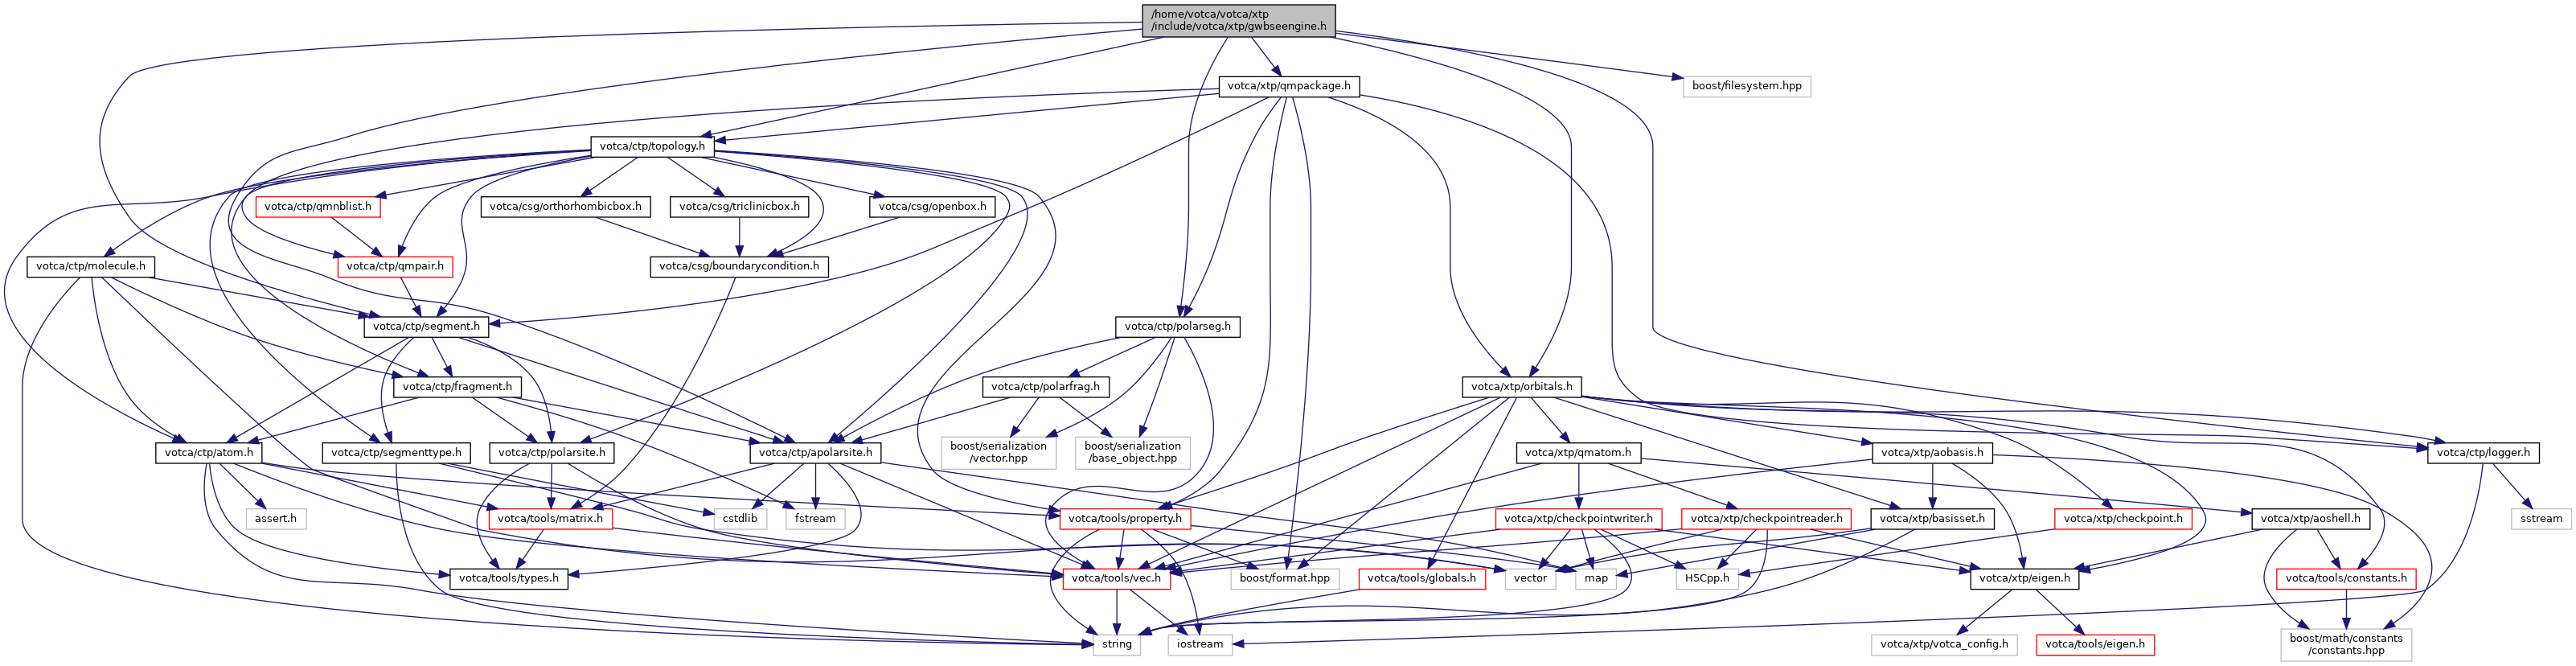 /home/votca/votca/xtp
/include/votca/xtp/gwbseengine.h
votca/xtp/qmpackage.h
boost/filesystem.hpp
votca/ctp/topology.h
votca/ctp/qmnblist.h
votca/csg/orthorhombicbox.h
votca/csg/triclinicbox.h
votca/csg/openbox.h
votca/ctp/molecule.h
votca/ctp/qmpair.h
votca/csg/boundarycondition.h
votca/ctp/segment.h
votca/ctp/polarseg.h
votca/ctp/fragment.h
votca/ctp/polarfrag.h
votca/xtp/orbitals.h
votca/ctp/atom.h
votca/ctp/segmenttype.h
votca/ctp/polarsite.h
votca/ctp/apolarsite.h
boost/serialization
/vector.hpp
boost/serialization
/base_object.hpp
votca/xtp/qmatom.h
votca/xtp/aobasis.h
votca/ctp/logger.h
assert.h
votca/tools/matrix.h
cstdlib
fstream
votca/tools/property.h
votca/xtp/checkpointwriter.h
votca/xtp/checkpointreader.h
votca/xtp/basisset.h
votca/xtp/checkpoint.h
votca/xtp/aoshell.h
sstream
votca/tools/types.h
votca/tools/vec.h
boost/format.hpp
votca/tools/globals.h
vector
map
H5Cpp.h
votca/xtp/eigen.h
votca/tools/constants.h
string
iostream
votca/xtp/votca_config.h
votca/tools/eigen.h
boost/math/constants
/constants.hpp